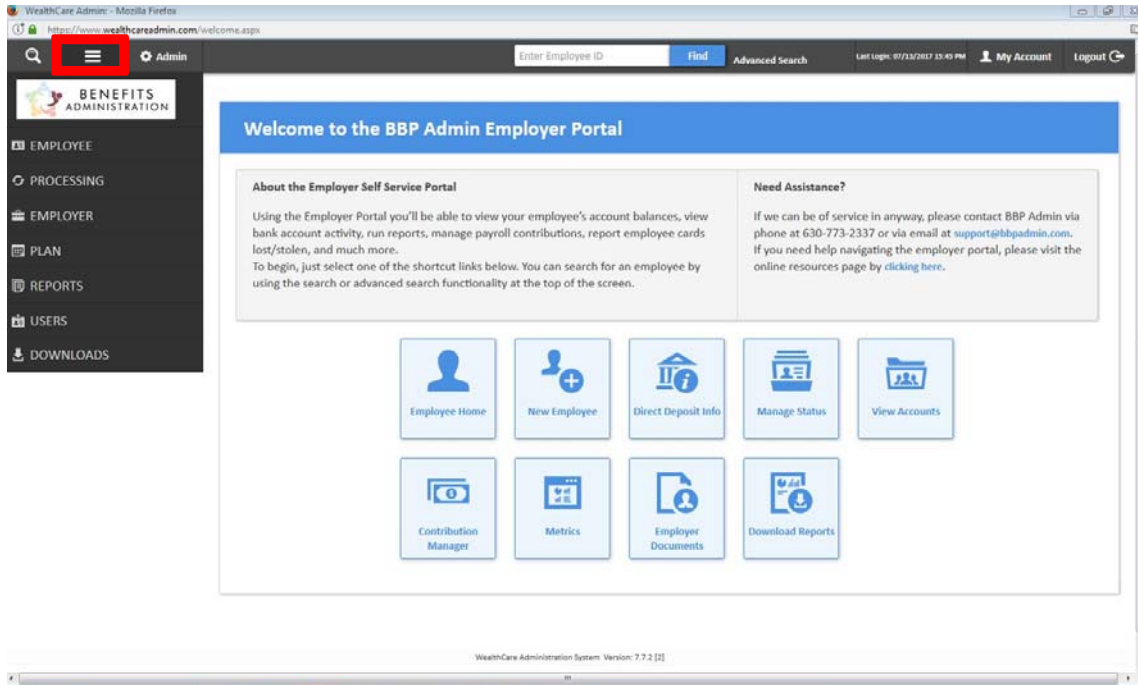 WealthCare Admin: - Mozilla Firefox
https://www.wealthcareadmin.com/welcome.aspx
Admin
Enter Employee ID
Find
Advanced Search
Last Login: 07/13/2017 15:45 PM
My Account
Logout
BENEFITS
ADMINISTRATION
EMPLOYEE
PROCESSING
EMPLOYER
PLAN
REPORTS
USERS
DOWNLOADS
Welcome to the BBP Admin Employer Portal
About the Employer Self Service Portal
Using the Employer Portal you'll be able to view your employee's account balances, view
bank account activity, run reports, manage payroll contributions, report employee cards
lost/stolen, and much more.
To begin, just select one of the shortcut links below. You can search for an employee by
using the search or advanced search functionality at the top of the screen.
Need Assistance?
If we can be of service in anyway, please contact BBP Admin via
phone at 630-773-2337 or via email at support@bbpadmin.com.
If you need help navigating the employer portal, please visit the
online resources page by clicking here.
Employee Home
New Employee
Direct Deposit Info
Manage Status
View Accounts
Contribution
Manager
Metrics
Employer
Documents
Download Reports
WealthCare Administration System Version: 7.7.2 [2]